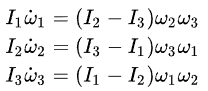 I₁ω̇₁ = (I₂ − I₃)ω₂ω₃
I₂ω̇₂ = (I₃ − I₁)ω₃ω₁
I₃ω̇₃ = (I₁ − I₂)ω₁ω₂